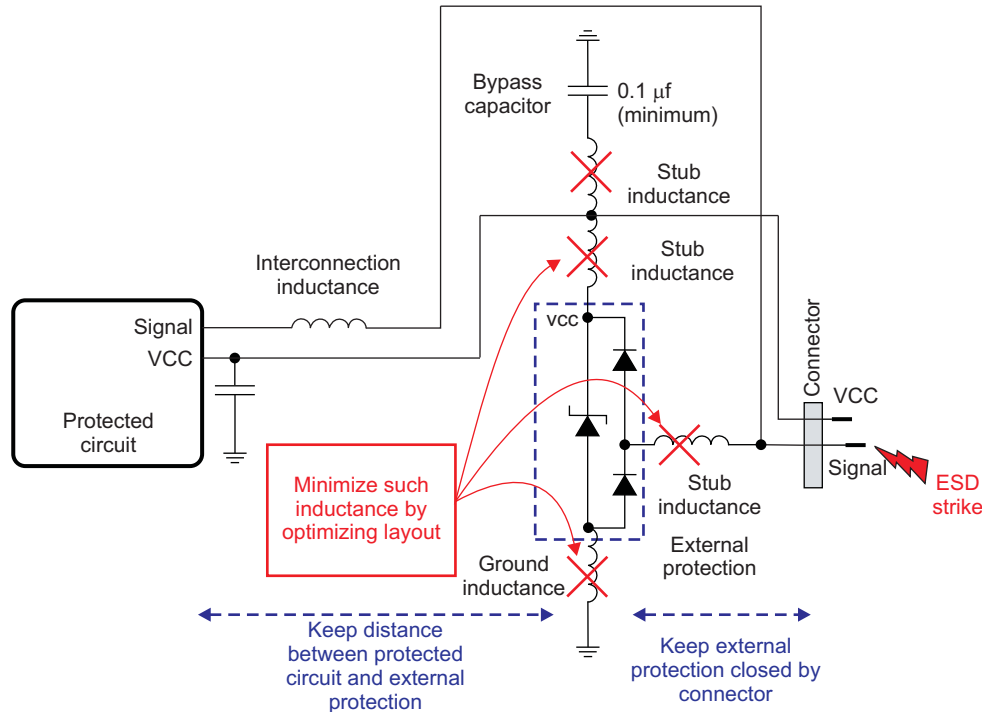 Bypass
capacitor
0.1 μf
(minimum)
Stub
inductance
Stub
inductance
Interconnection
inductance
Signal
VCC
Protected
circuit
vcc
Connector
VCC
Signal
ESD
strike
Minimize such
inductance by
optimizing layout
Stub
inductance
External
protection
Ground
inductance
Keep distance
between protected
circuit and external
protection
Keep external
protection closed by
connector